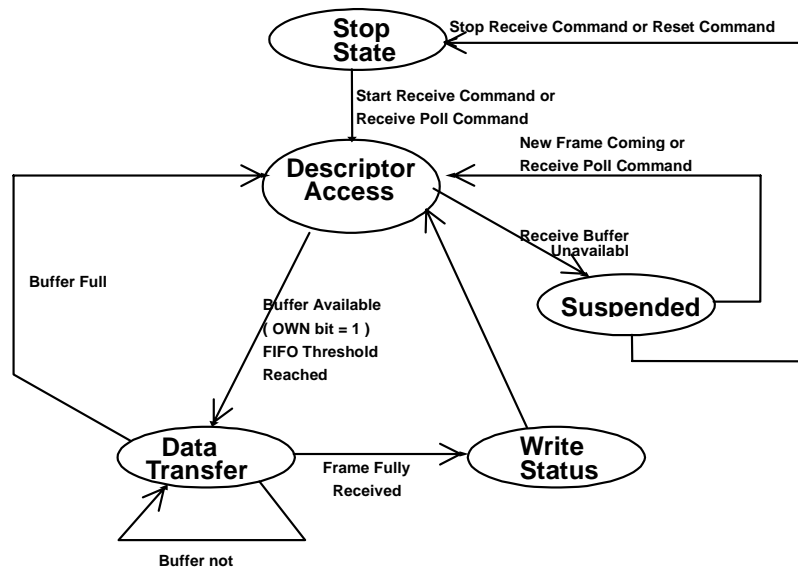 Stop
State
Stop Receive Command or Reset Command
Start Receive Command or
Receive Poll Command
New Frame Coming or
Receive Poll Command
Descriptor
Access
Receive Buffer
Unavailabl
Buffer Full
Buffer Available
( OWN bit = 1 )
FIFO Threshold
Reached
Suspended
Data
Transfer
Frame Fully
Received
Write
Status
Buffer not